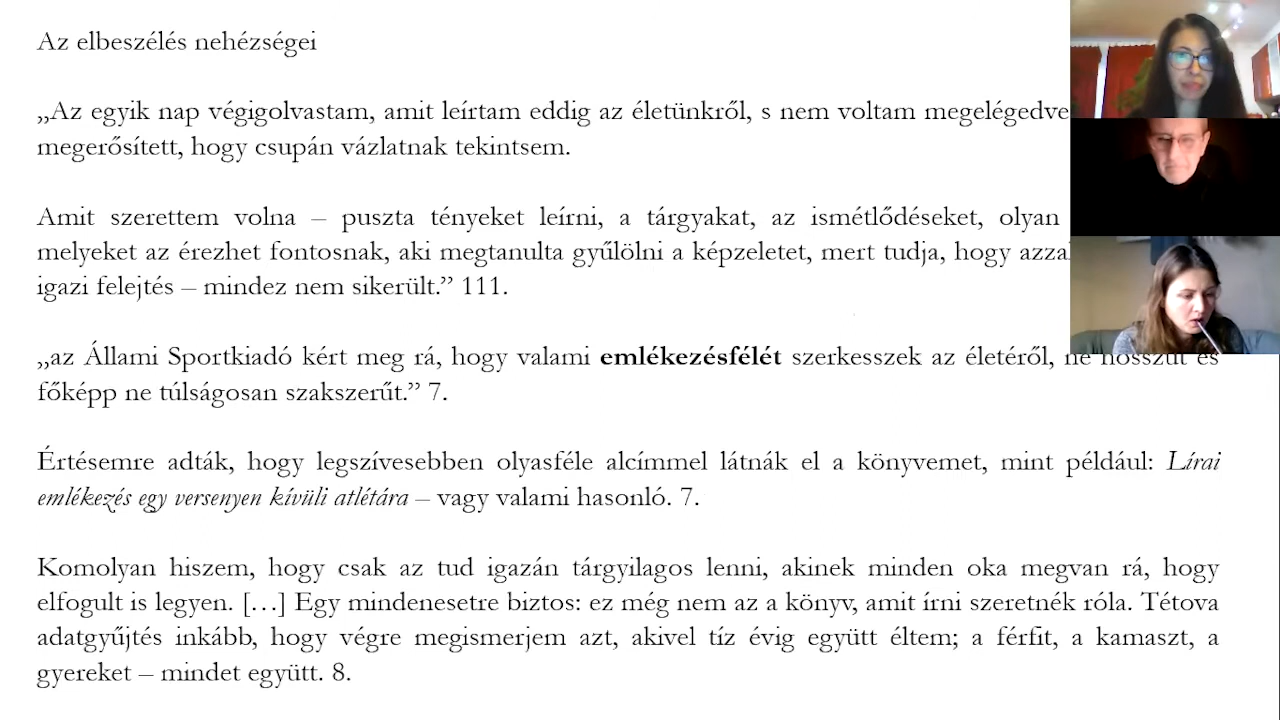 Az elbeszélés nehézségei
„Az egyik nap végigolvastam, amit leírtam eddig az életünkről, s nem voltam megelégedve
megerősített, hogy csupán vázlatnak tekintsem.
Amit szerettem volna – puszta tényeket leírni, a tárgyakat, az ismétlődéseket, olyan
melyeket az érezhet fontosnak, aki megtanulta gyűlölni a képzeletet, mert tudja, hogy
igazi felejtés – mindez nem sikerült.” 111.
„az Állami Sportkiadó kért meg rá, hogy valami emlékezésfélét szerkesszek az életéről, ne hosszút és
főképp ne túlságosan szakszerűt.” 7.
Értésemre adták, hogy legszívesebben olyasféle alcímmel látnák el a könyvemet, mint például: Lírai
emlékezés egy versenyen kívüli atlétára – vagy valami hasonló. 7.
Komolyan hiszem, hogy csak az tud igazán tárgyilagos lenni, akinek minden oka megvan rá, hogy
elfogult is legyen. […] Egy mindenesetre biztos: ez még nem az a könyv, amit írni szeretnék róla. Tétova
adatgyűjtés inkább, hogy végre megismerjem azt, akivel tíz évig együtt éltem; a férfit, a kamaszt, a
gyereket – mindet együtt. 8.